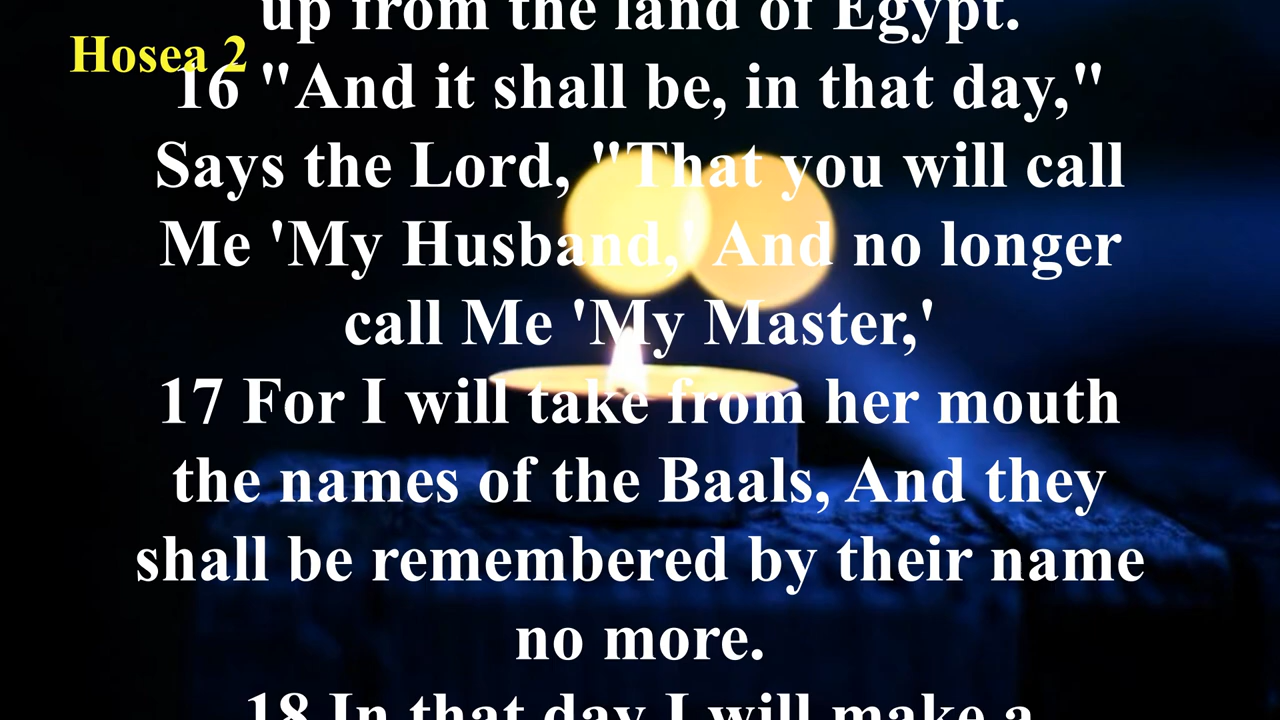 up from the land of Egypt.
Hosea 2
16 "And it shall be, in that day,"
Says the Lord, "That you will call
Me 'My Husband,' And no longer
call Me 'My Master,'
17 For I will take from her mouth
the names of the Baals, And they
shall be remembered by their name
no more.
18 In that day I will make a